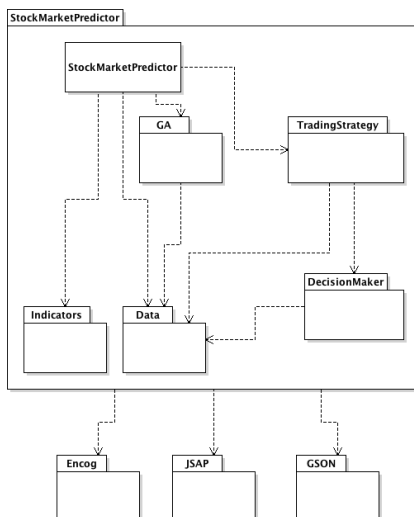 StockMarketPredictor
StockMarketPredictor
GA
TradingStrategy
DecisionMaker
Indicators
Data
Encog
JSAP
GSON